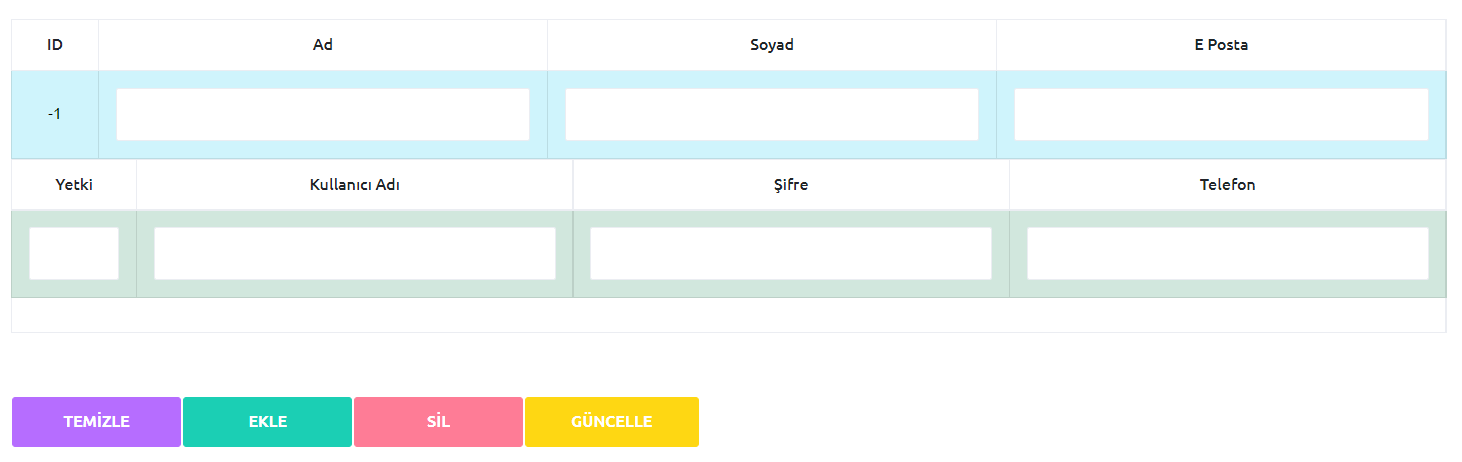 ID Ad Soyad E Posta
-1
Yetki Kullanıcı Adı Şifre Telefon
TEMİZLE EKLE SİL GÜNCELLE